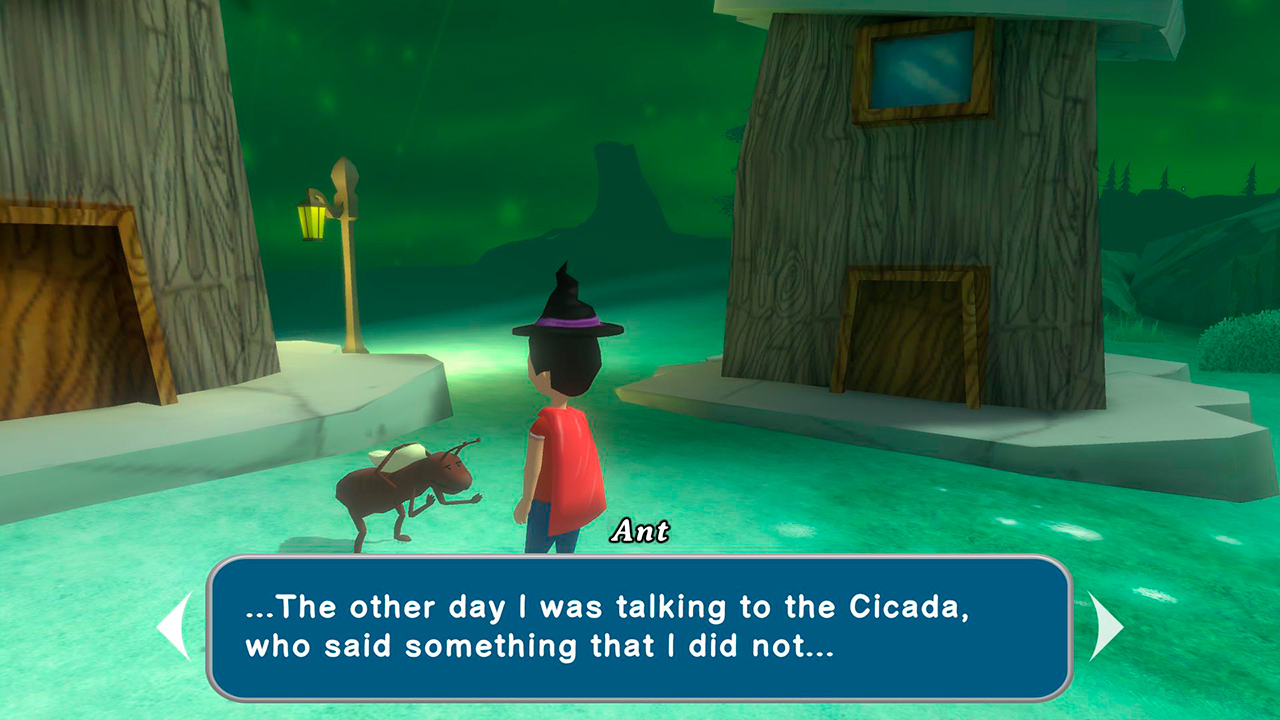 Ant
...The other day I was talking to the Cicada,
who said something that I did not...